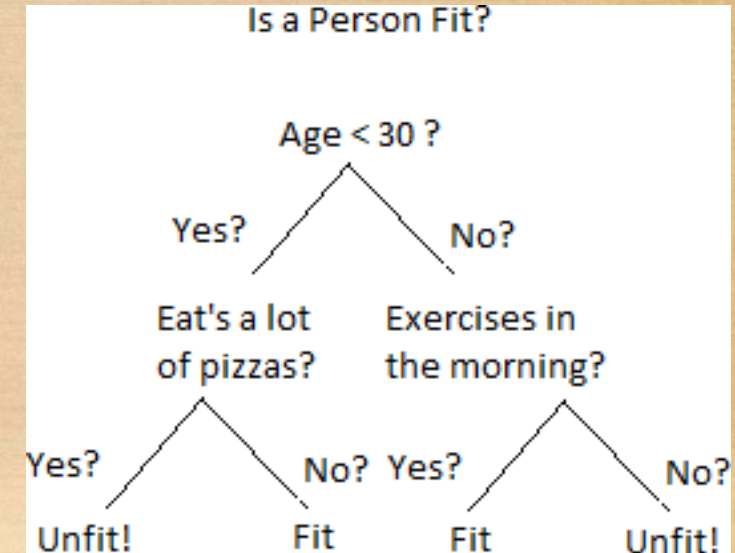 Is a Person Fit?
Age < 30 ?
Yes?
No?
Eat's a lot
of pizzas?
Exercises in
the morning?
Yes?
No?
Yes?
No?
Unfit!
Fit
Fit
Unfit!